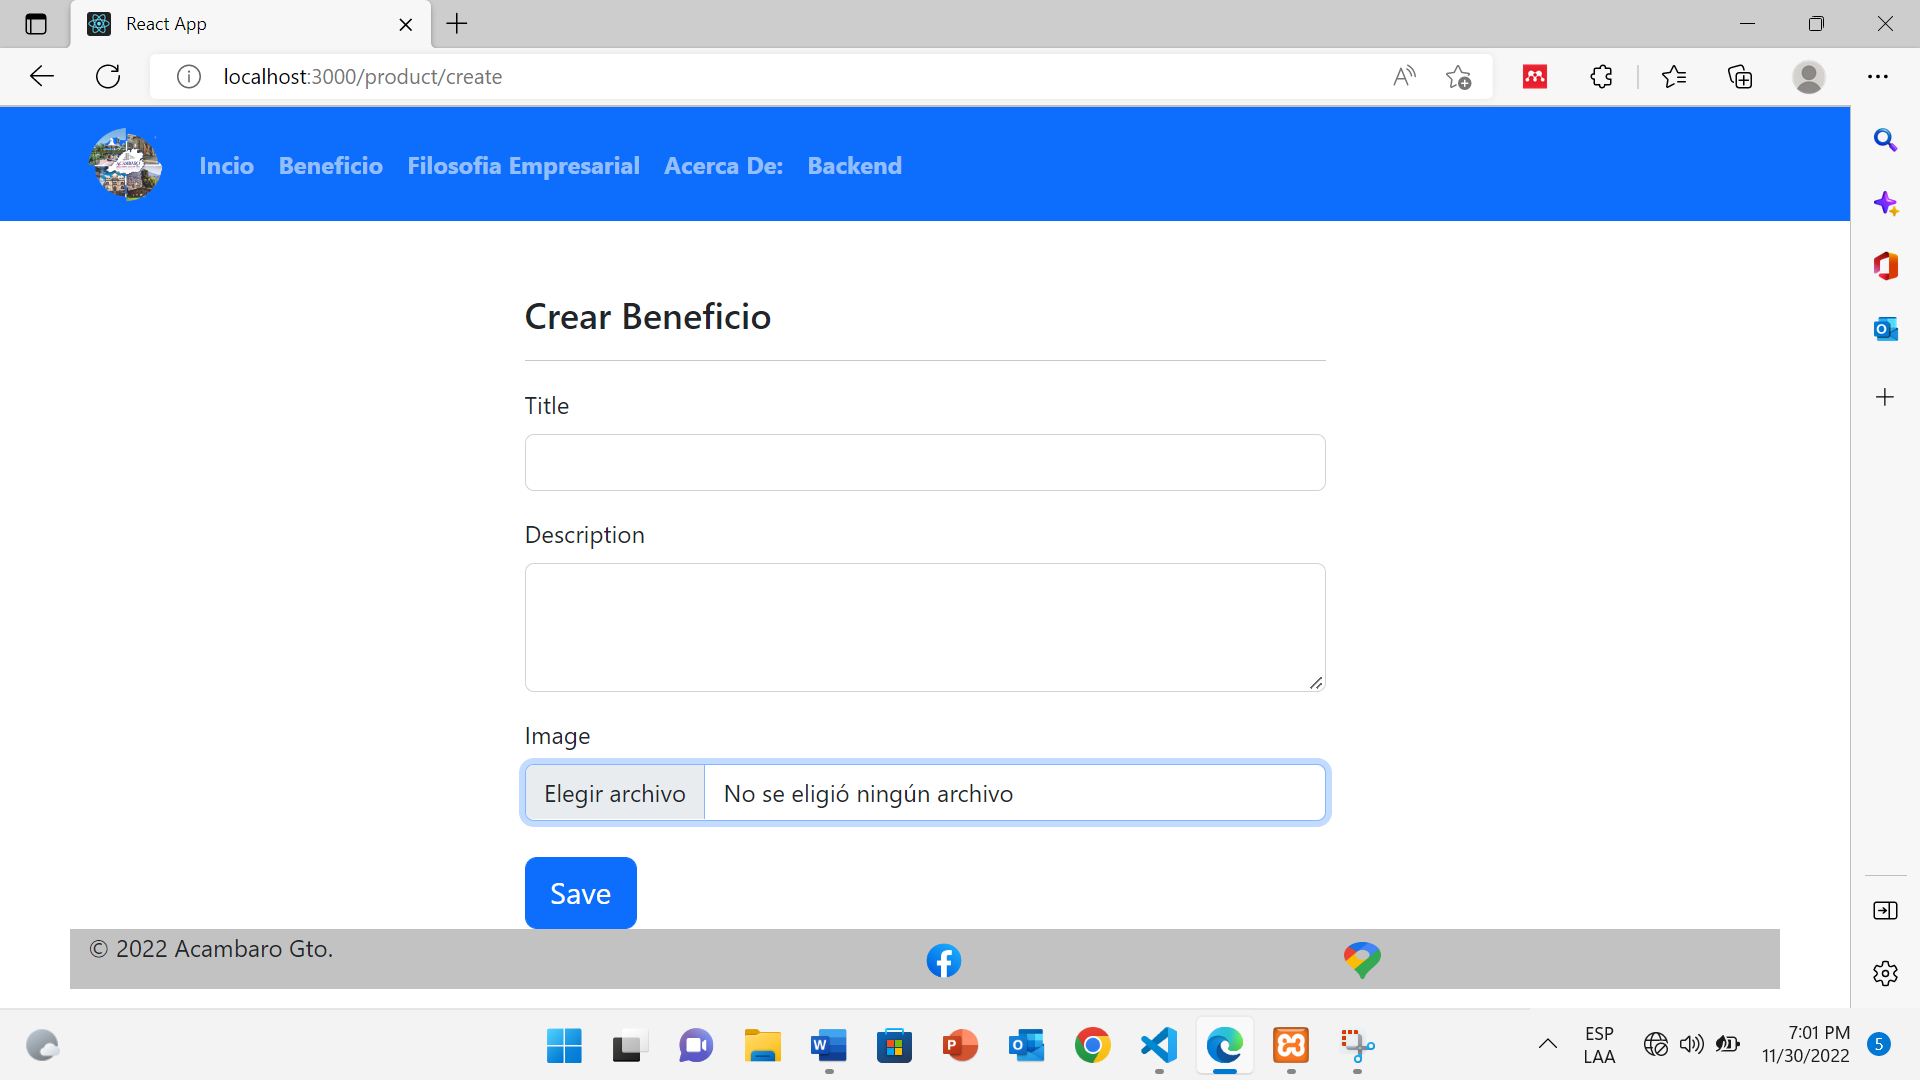 React App
localhost:3000/product/create
ACAMBARO
Incio Beneficio Filosofia Empresarial Acerca De: Backend
Crear Beneficio
Title
Description
Image
Elegir archivo No se eligió ningún archivo
Save
© 2022 Acambaro Gto.
ESP
LAA
7:01 PM
11/30/2022
5